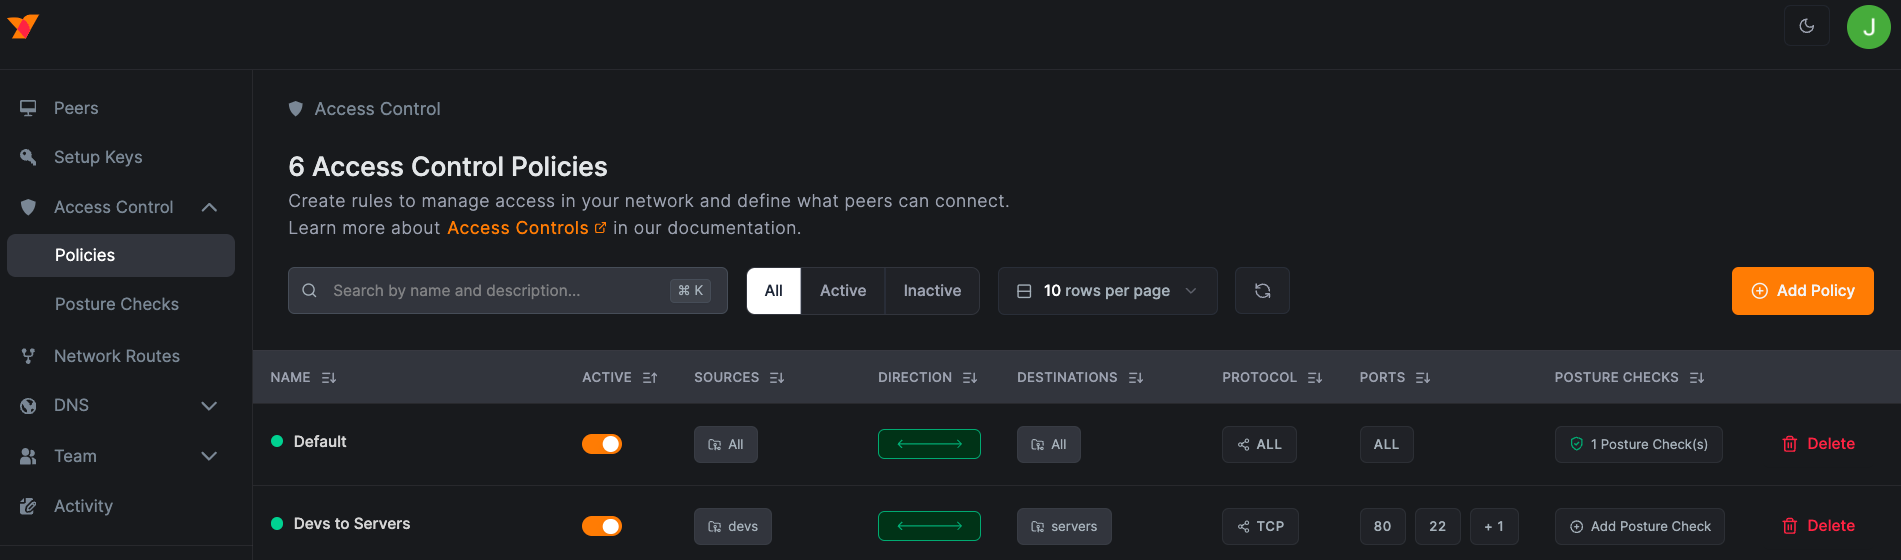 J
Peers
Setup Keys
Access Control
Policies
Posture Checks
Network Routes
DNS
Team
Activity
Access Control
6 Access Control Policies
Create rules to manage access in your network and define what peers can connect.
Learn more about Access Controls in our documentation.
Search by name and description... ⌘ K All Active Inactive 10 rows per page Add Policy
NAME ACTIVE SOURCES DIRECTION DESTINATIONS PROTOCOL PORTS POSTURE CHECKS
Default All All ALL ALL 1 Posture Check(s) Delete
Devs to Servers devs servers TCP 80 22 + 1 Add Posture Check Delete